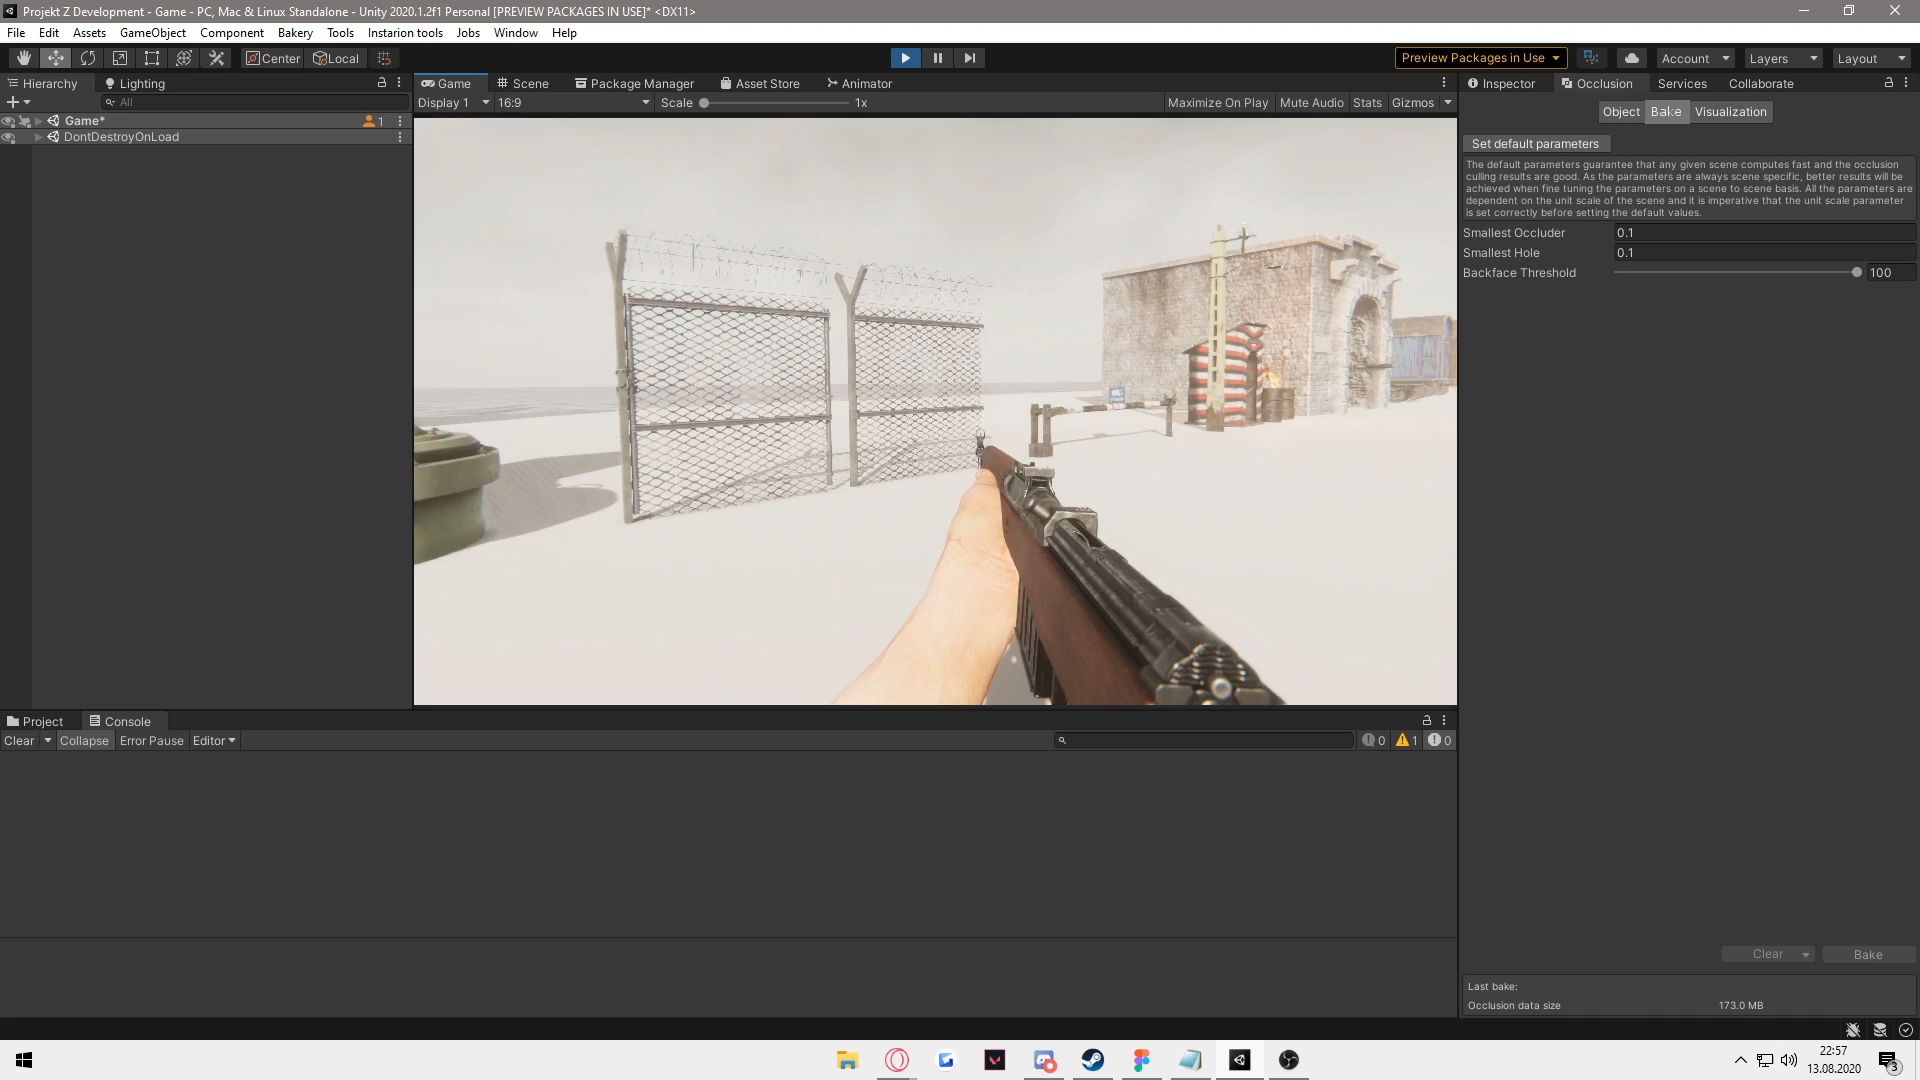 Projekt Z Development - Game - PC, Mac & Linux Standalone - Unity 2020.1.2f1 Personal [PREVIEW PACKAGES IN USE]* <DX11>
File Edit Assets GameObject Component Bakery Tools Instarion tools Jobs Window Help
Center Local Preview Packages in Use Account Layers Layout
Hierarchy Lighting Game Scene Package Manager Asset Store Animator Inspector Occlusion Services Collaborate
All Display 1 16:9 Scale 1x Maximize On Play Mute Audio Stats Gizmos
Object Bake Visualization
Game* 1
DontDestroyOnLoad
Set default parameters
The default parameters guarantee that any given scene computes fast and the occlusion
culling results are good. As the parameters are always scene specific, better results will be
achieved when fine tuning the parameters on a scene to scene basis. All the parameters are
dependent on the unit scale of the scene and it is imperative that the unit scale parameter
is set correctly before setting the default values.
Smallest Occluder 0.1
Smallest Hole 0.1
Backface Threshold 100
Project Console
Clear Collapse Error Pause Editor 0 1 0
Clear Bake
Last bake:
Occlusion data size 173.0 MB
22:57
13.08.2020
3